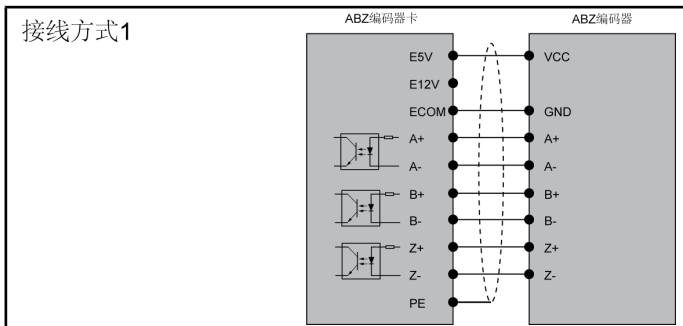 接线方式1
ABZ编码器卡 ABZ编码器
E5V VCC
E12V
ECOM GND
A+ A+
A- A-
B+ B+
B- B-
Z+ Z+
Z- Z-
PE